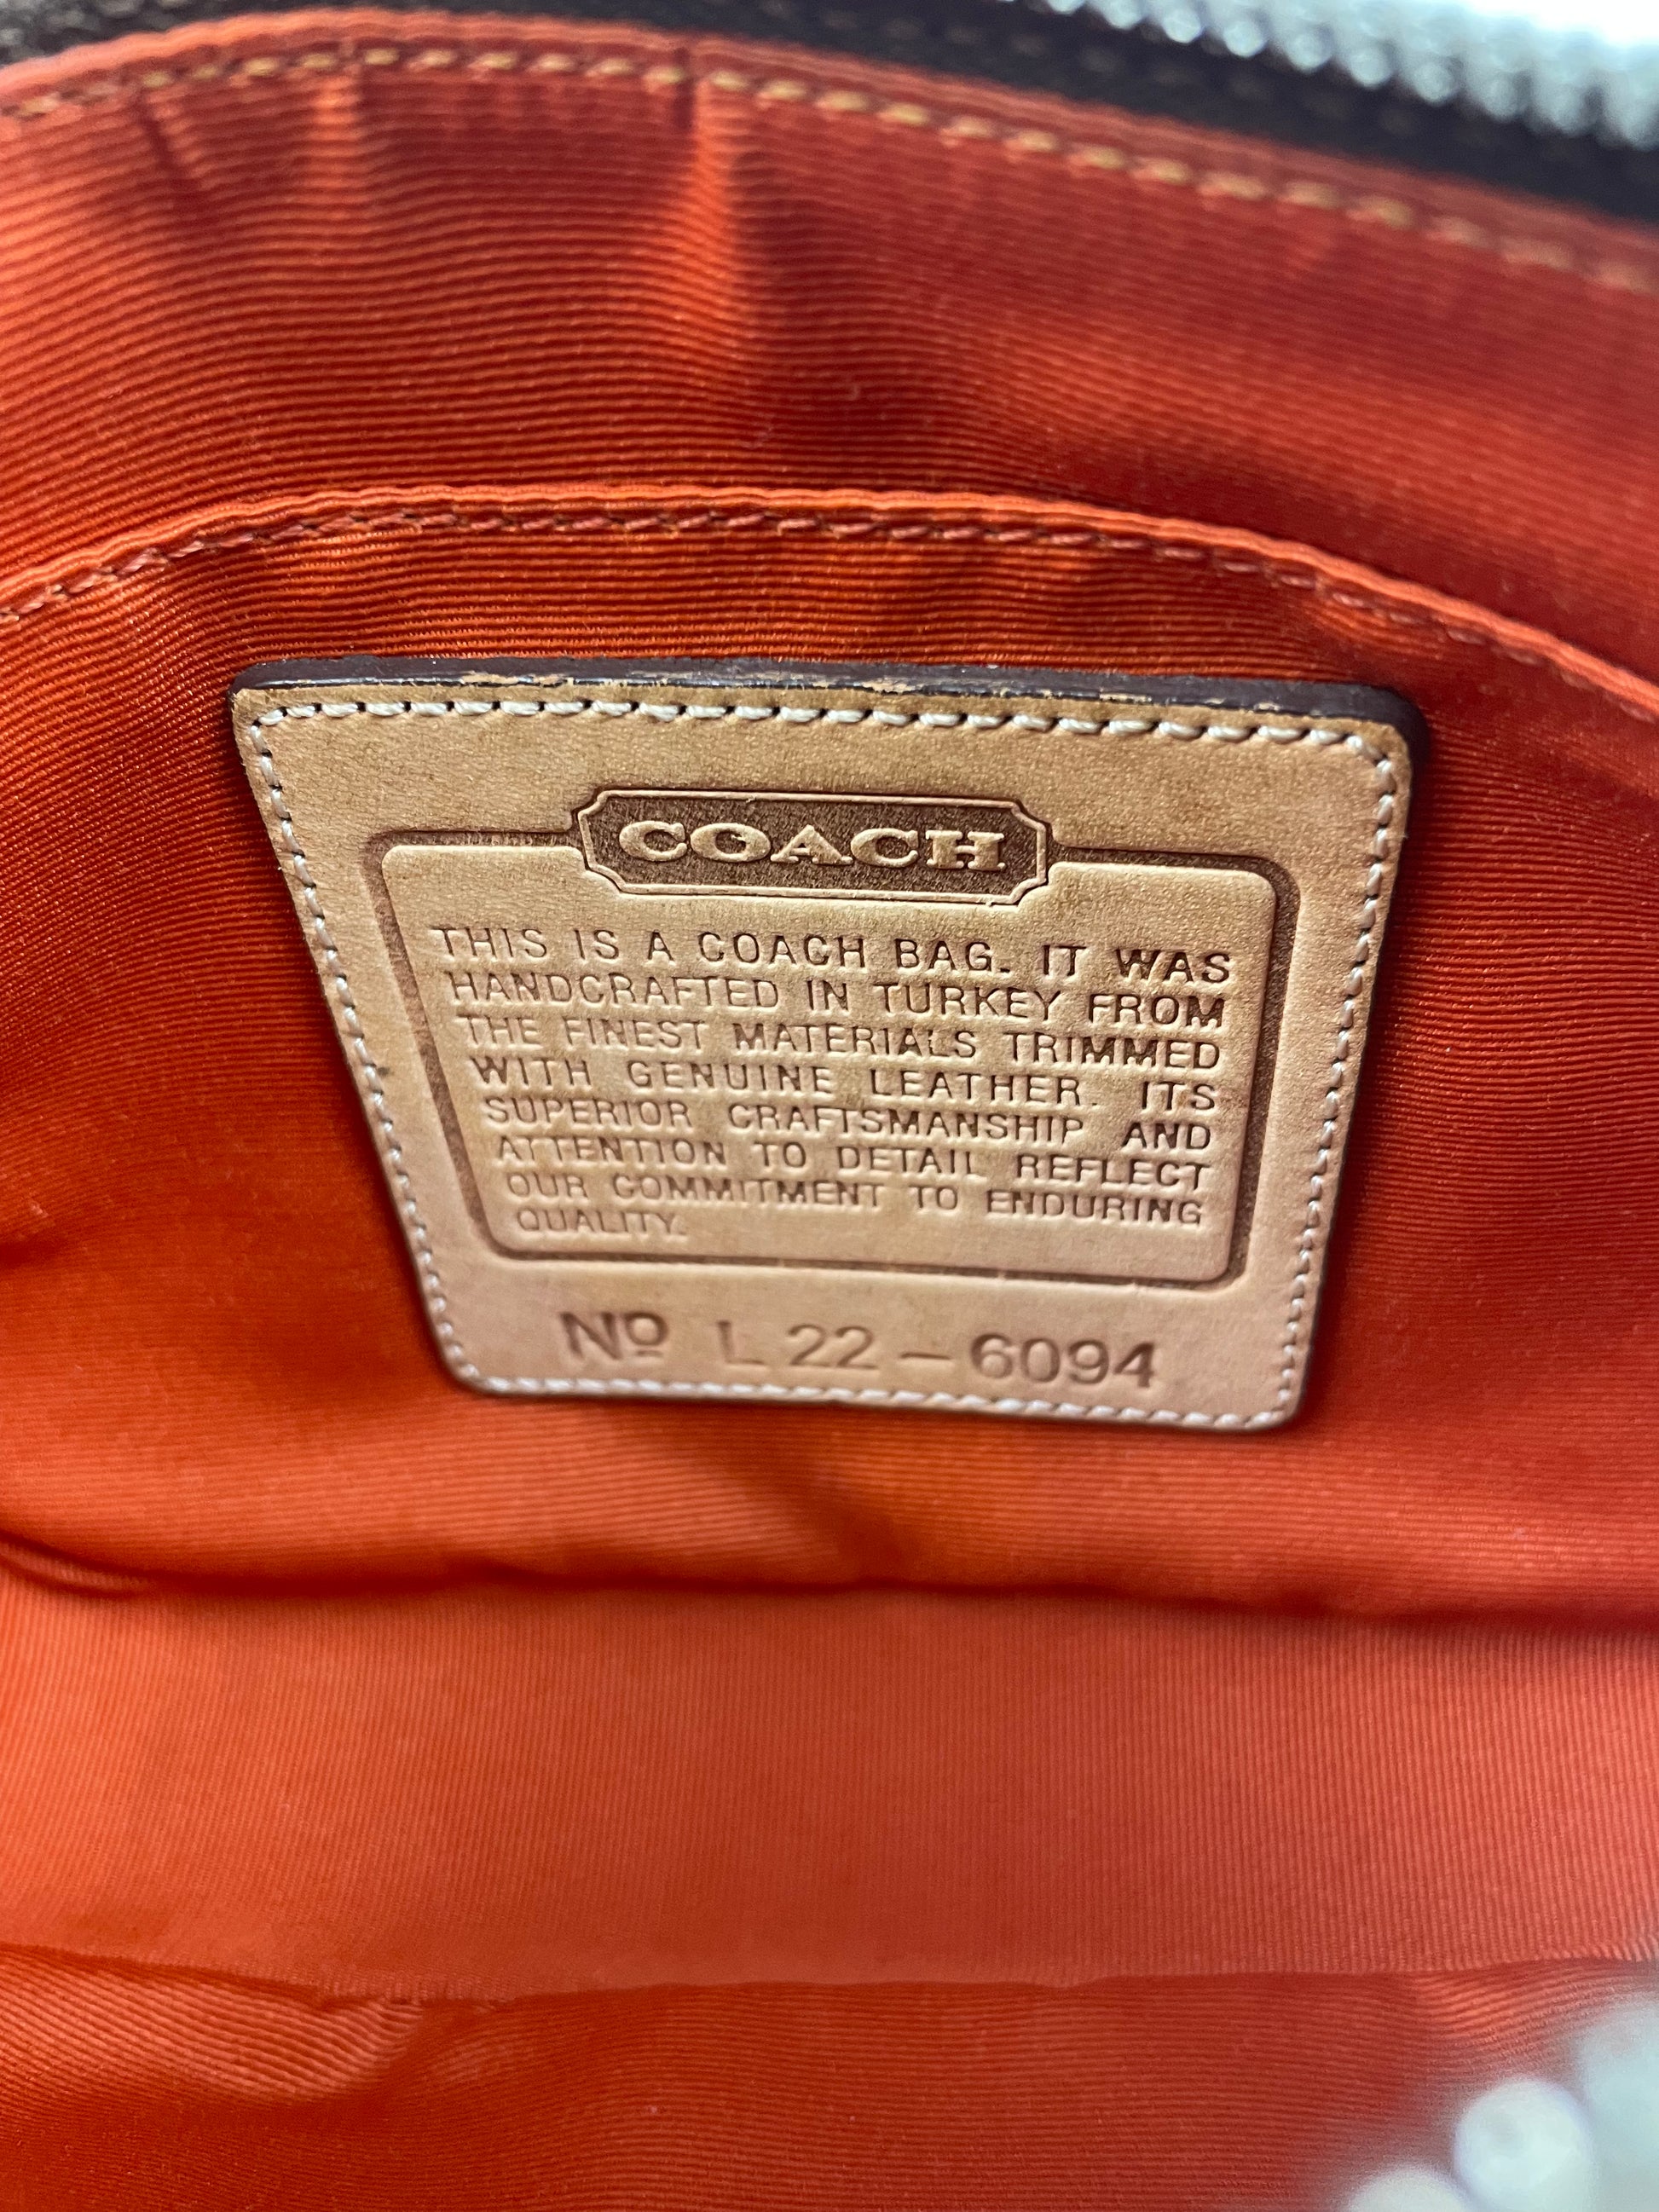 COACH
THIS IS A COACH BAG. IT WAS
HANDCRAFTED IN TURKEY FROM
THE FINEST MATERIALS TRIMMED
WITH GENUINE LEATHER. ITS
SUPERIOR CRAFTSMANSHIP AND
ATTENTION TO DETAIL REFLECT
OUR COMMITMENT TO ENDURING
QUALITY.
Nº L22-6094